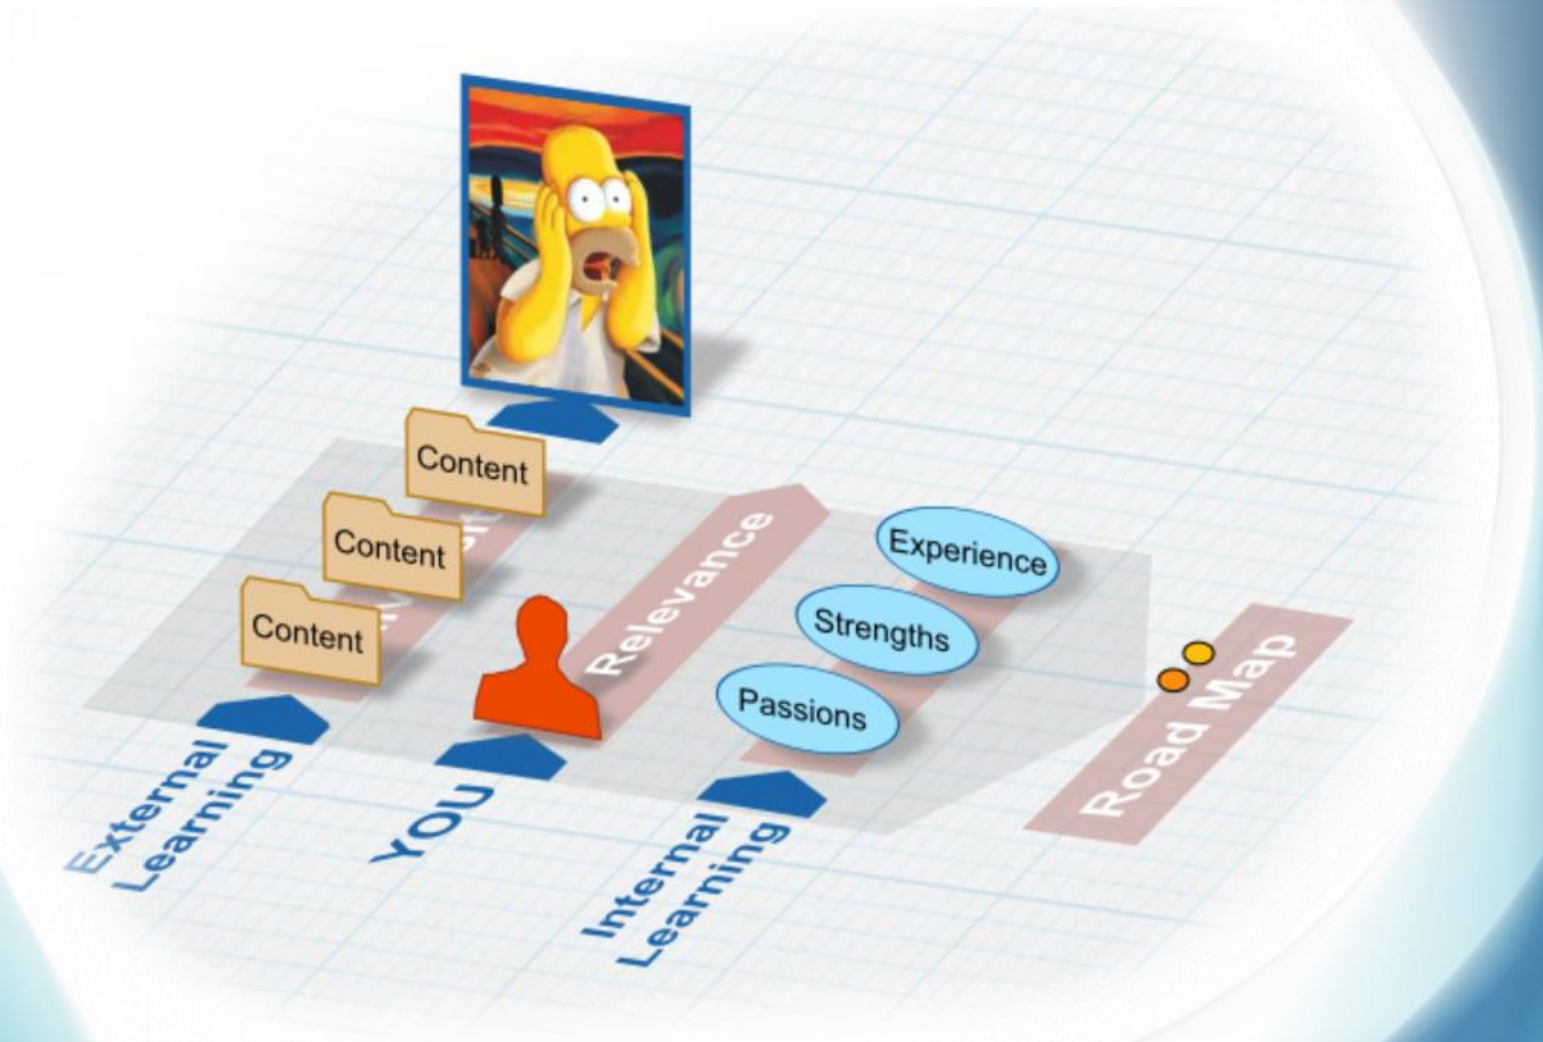 Content
Content
Content
Relevance
Experience
Strengths
Passions
Road Map
External
Learning
YOU
Internal
Learning